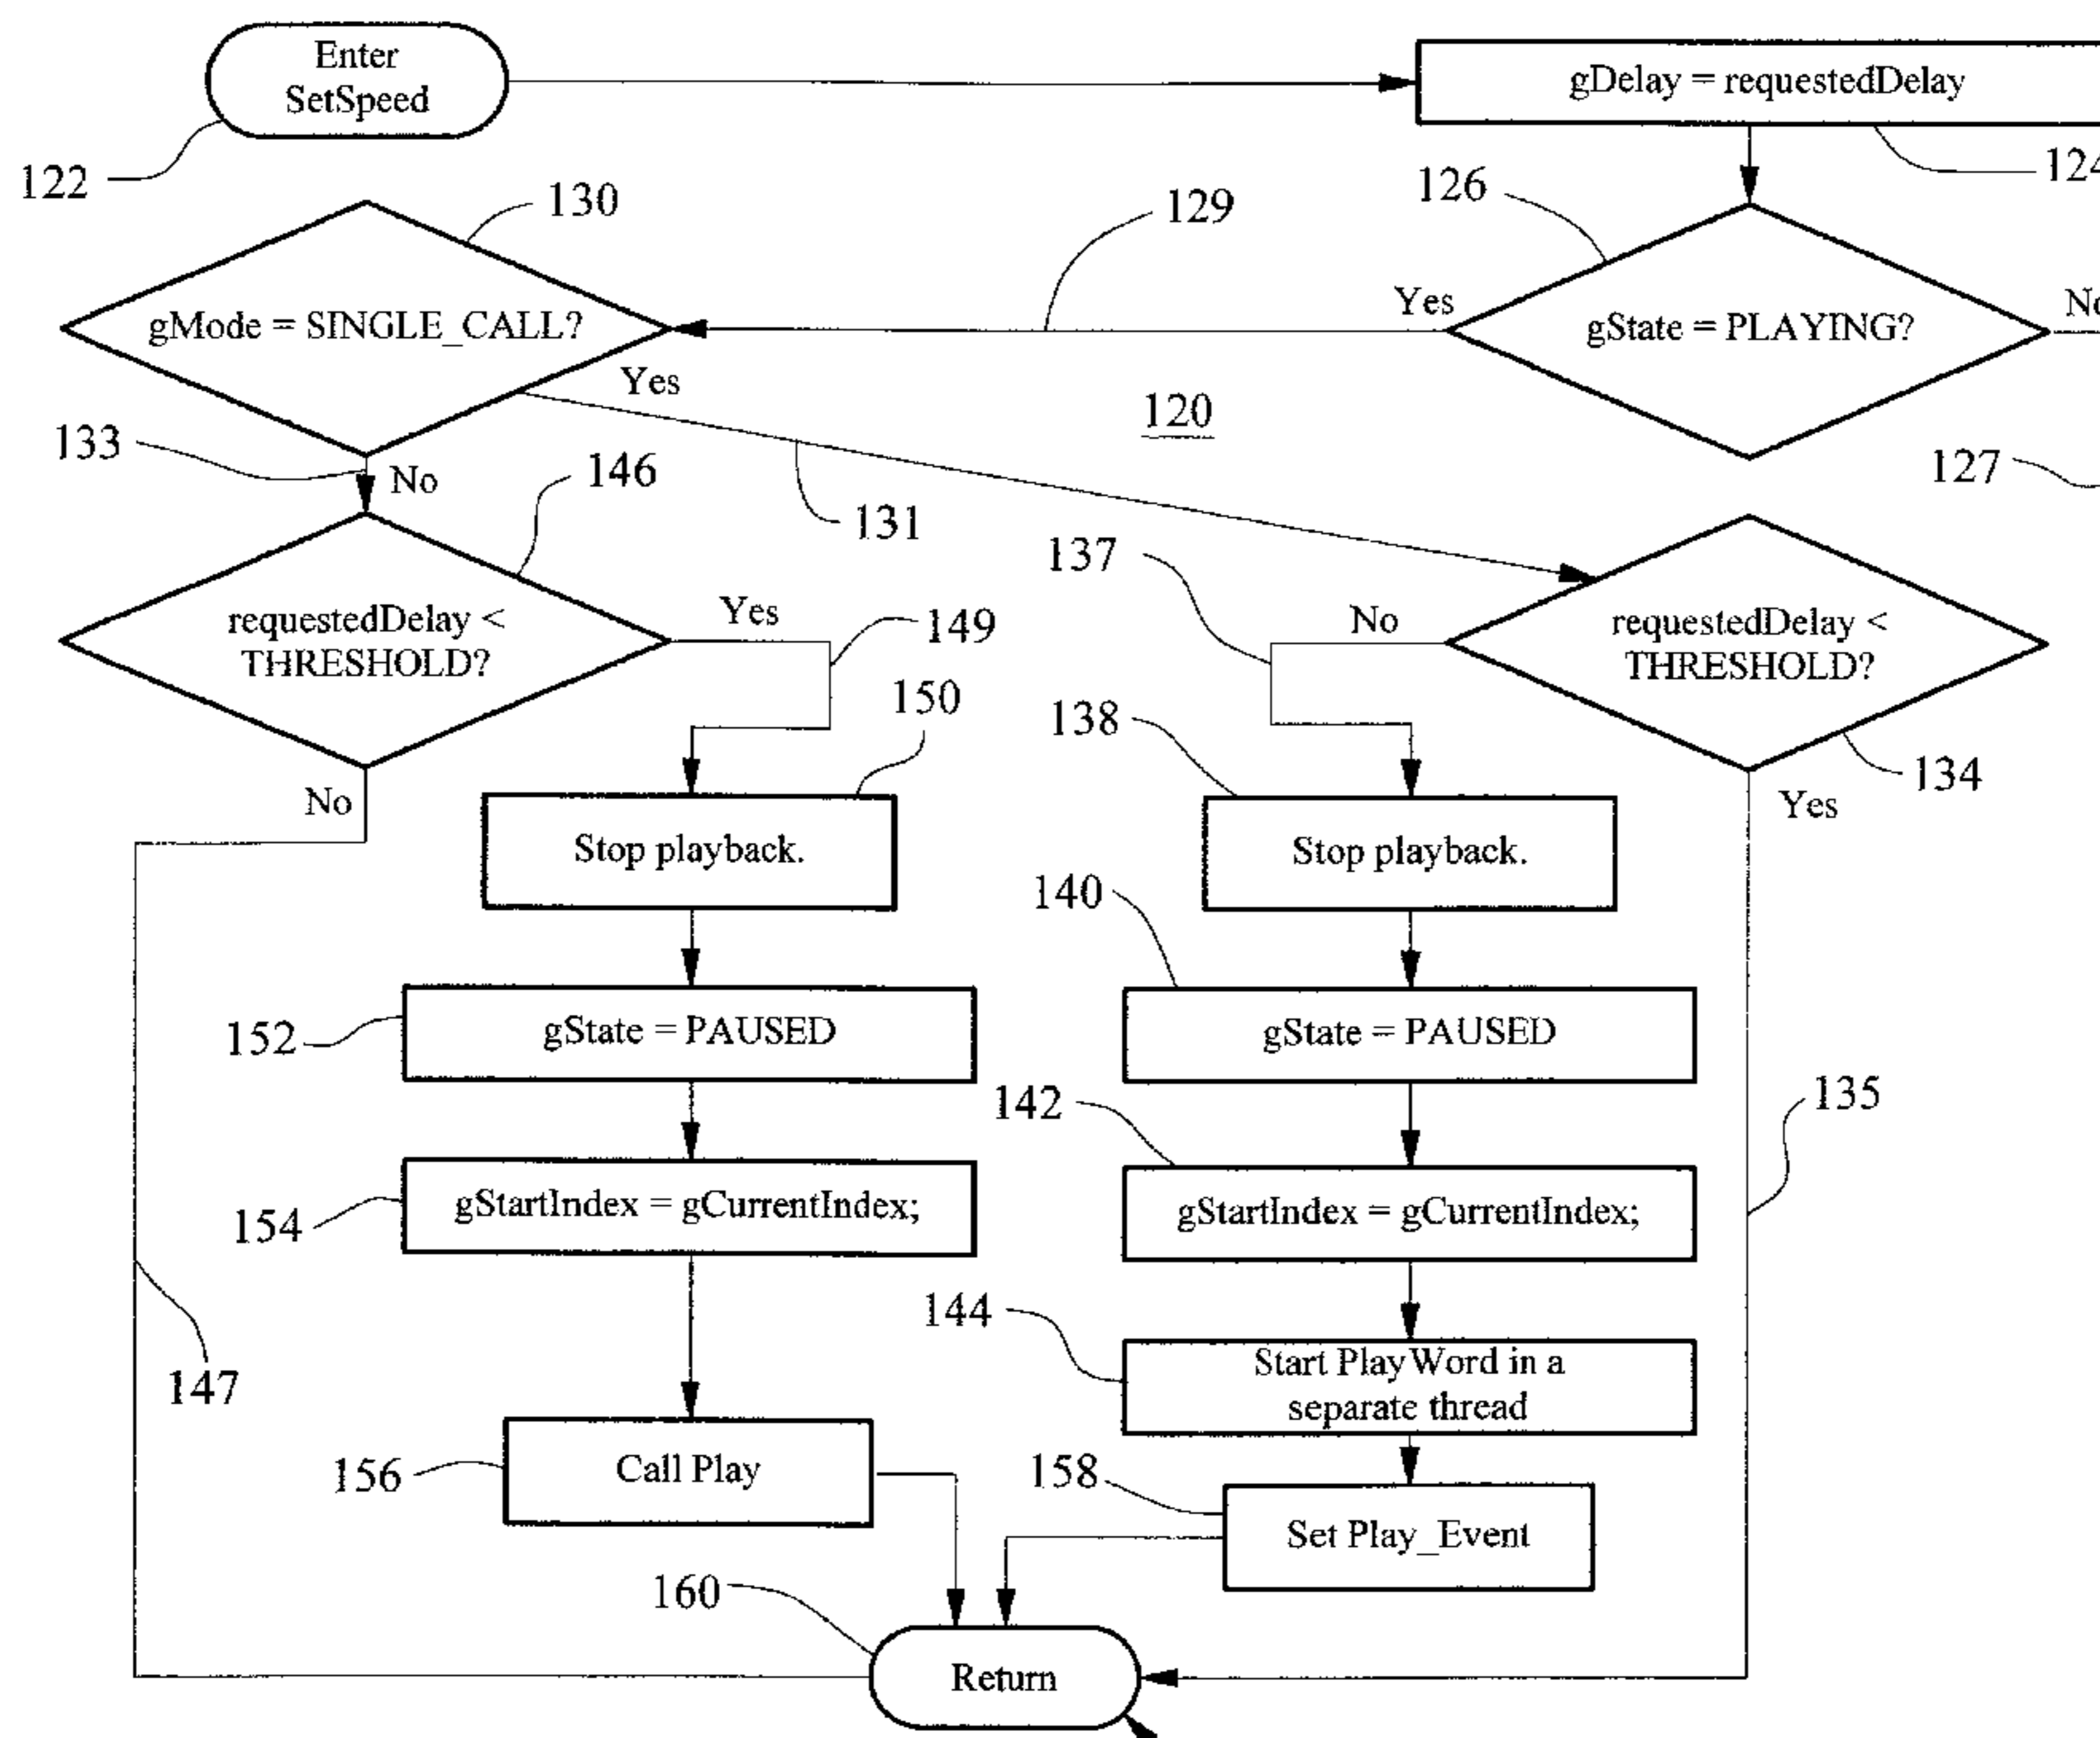 Enter
SetSpeed
gDelay = requestedDelay
122
124
130
129
126
gMode = SINGLE_CALL?
Yes
gState = PLAYING?
No
Yes
120
133
No
146
131
127
137
requestedDelay <
THRESHOLD?
Yes
149
No
requestedDelay <
THRESHOLD?
150
138
134
No
Yes
Stop playback.
Stop playback.
140
152
gState = PAUSED
gState = PAUSED
142
135
154
gStartIndex = gCurrentIndex;
gStartIndex = gCurrentIndex;
144
Start PlayWord in a
separate thread
147
156
Call Play
158
Set Play_Event
160
Return